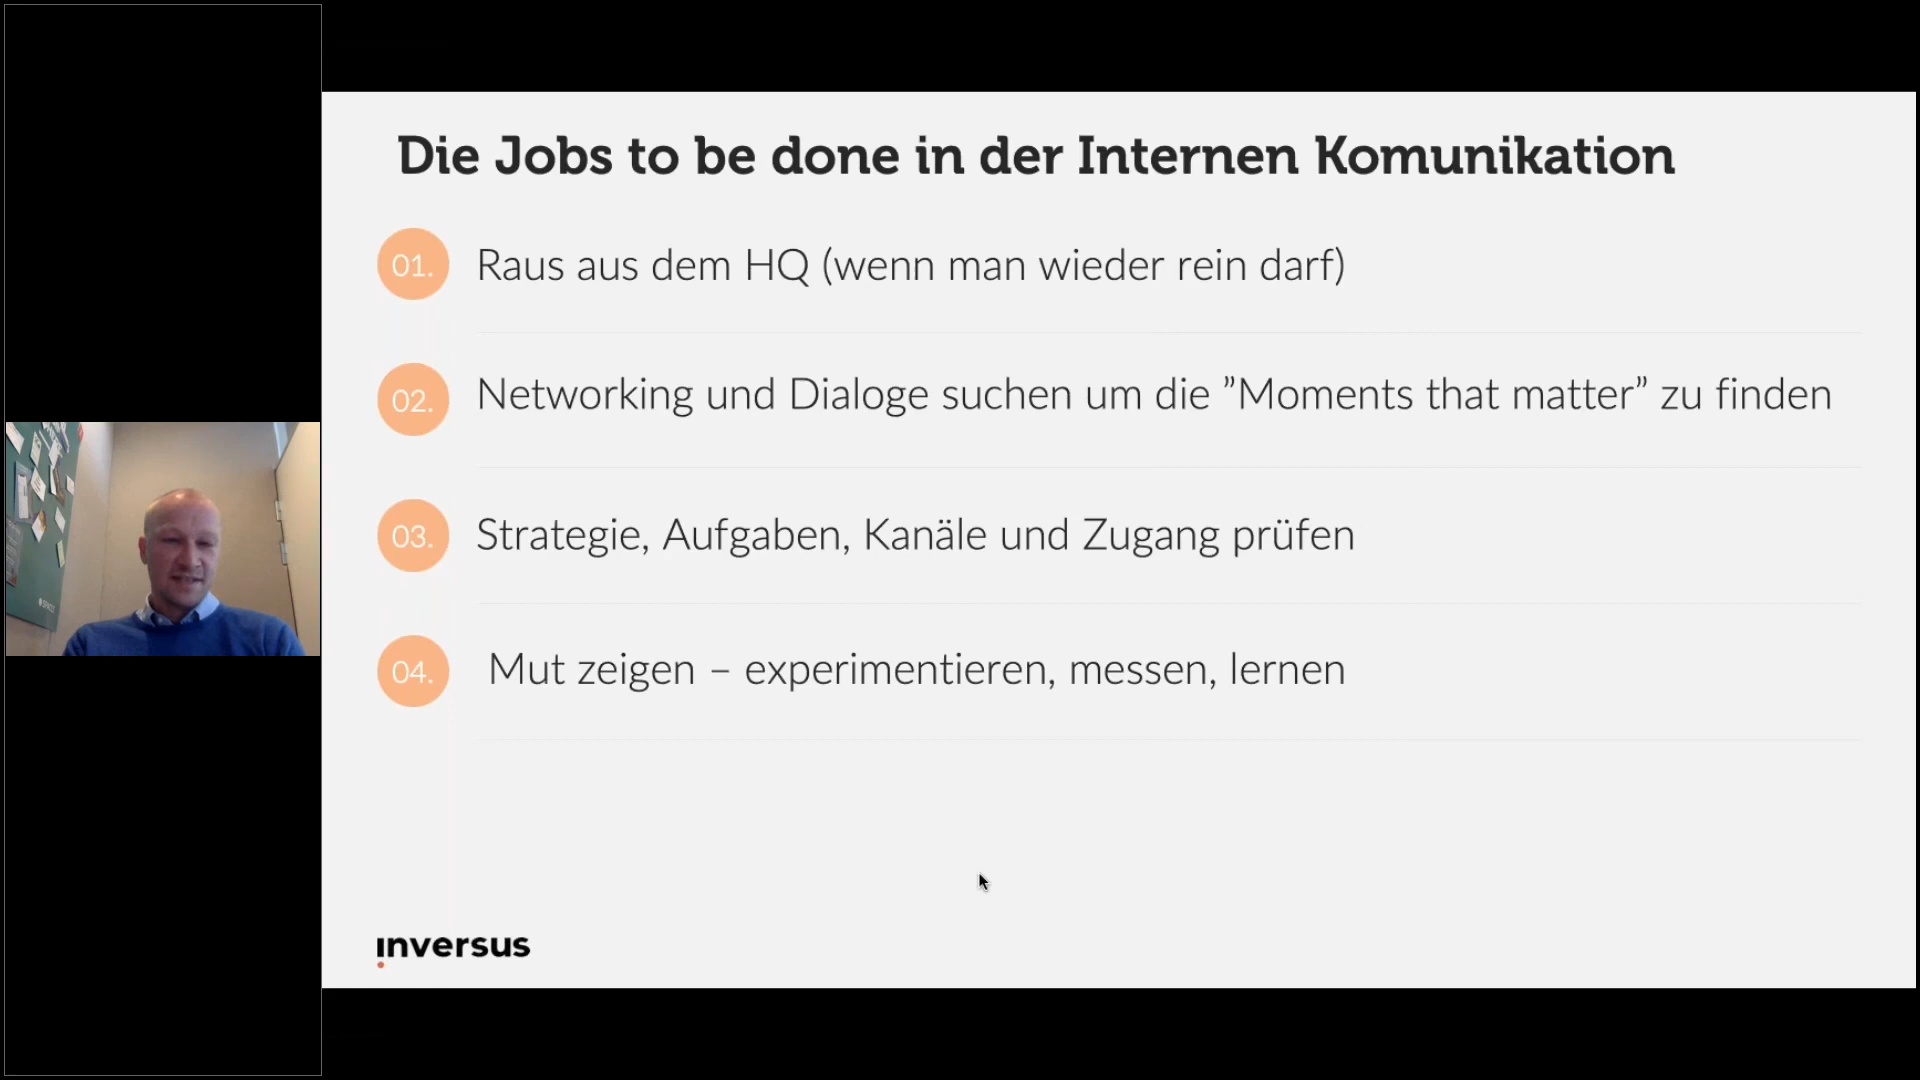 Die Jobs to be done in der Internen Komunikation
01. Raus aus dem HQ (wenn man wieder rein darf)
02. Networking und Dialoge suchen um die ”Moments that matter” zu finden
03. Strategie, Aufgaben, Kanäle und Zugang prüfen
04. Mut zeigen – experimentieren, messen, lernen
inversus